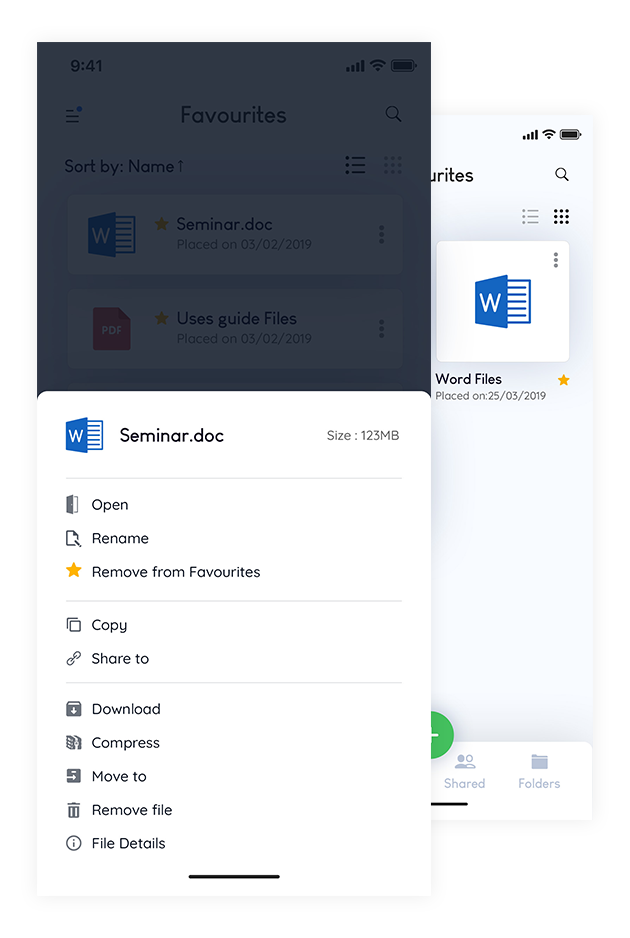 9:41
Favourites
Sort by: Name ↑
W
Seminar.doc
Placed on 03/02/2019
PDF
Uses guide Files
Placed on 03/02/2019
W
Seminar.doc
Size : 123MB
Open
Rename
Remove from Favourites
Copy
Share to
Download
Compress
Move to
Remove file
File Details
urites
W
Word Files
Placed on:25/03/2019
Shared
Folders